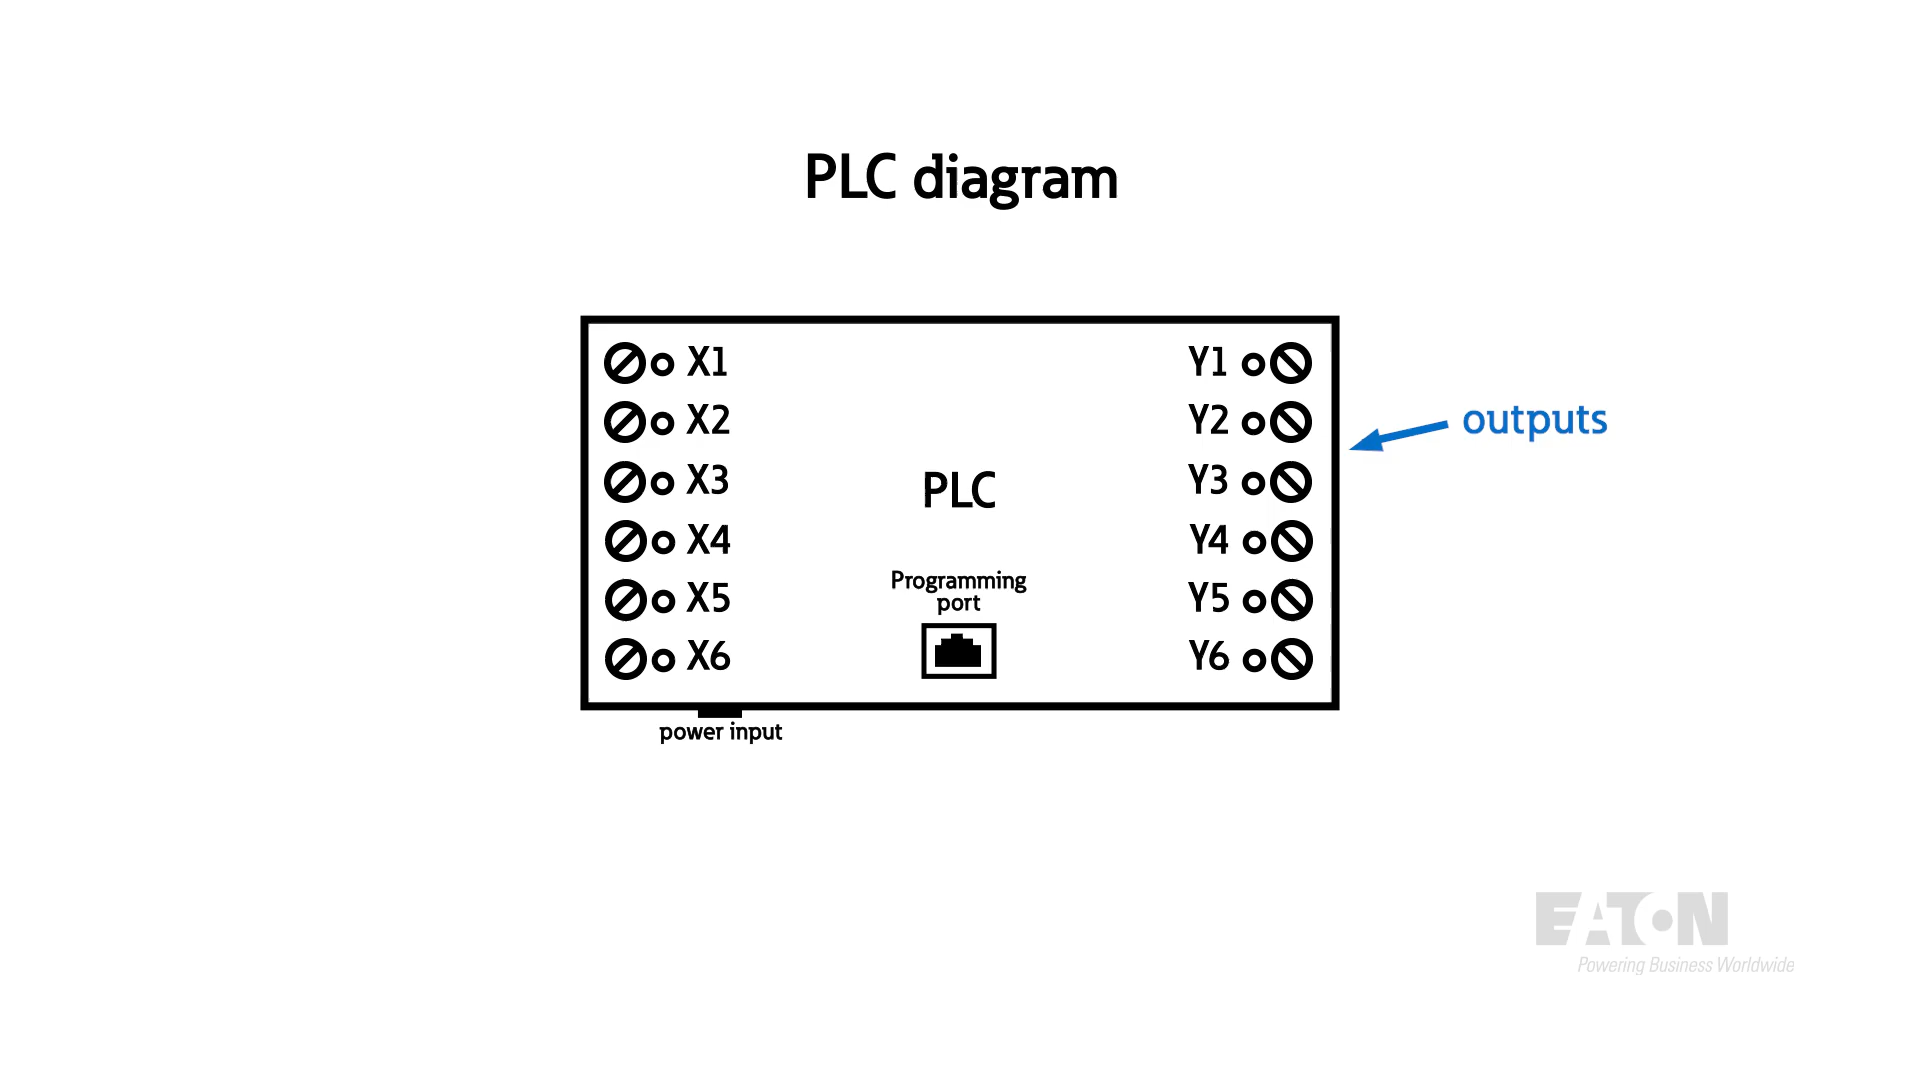 PLC diagram
X1
X2
X3
X4
X5
X6
PLC
Programming
port
Y1
Y2
Y3
Y4
Y5
Y6
outputs
power input
EATON
Powering Business Worldwide